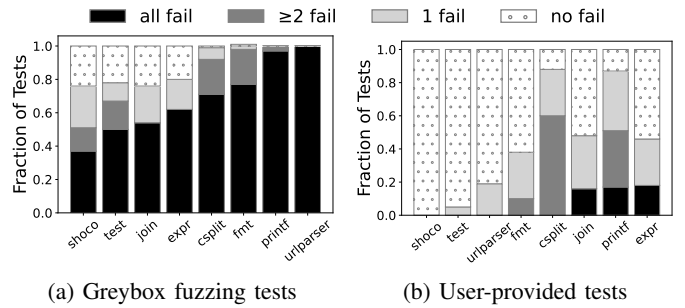 all fail ≥2 fail 1 fail no fail
Fraction of Tests
1.0
0.8
0.6
0.4
0.2
0.0
shoco test join expr csplit fmt printf urlparser
(a) Greybox fuzzing tests
Fraction of Tests
1.0
0.8
0.6
0.4
0.2
0.0
shoco test urlparser fmt csplit join printf expr
(b) User-provided tests